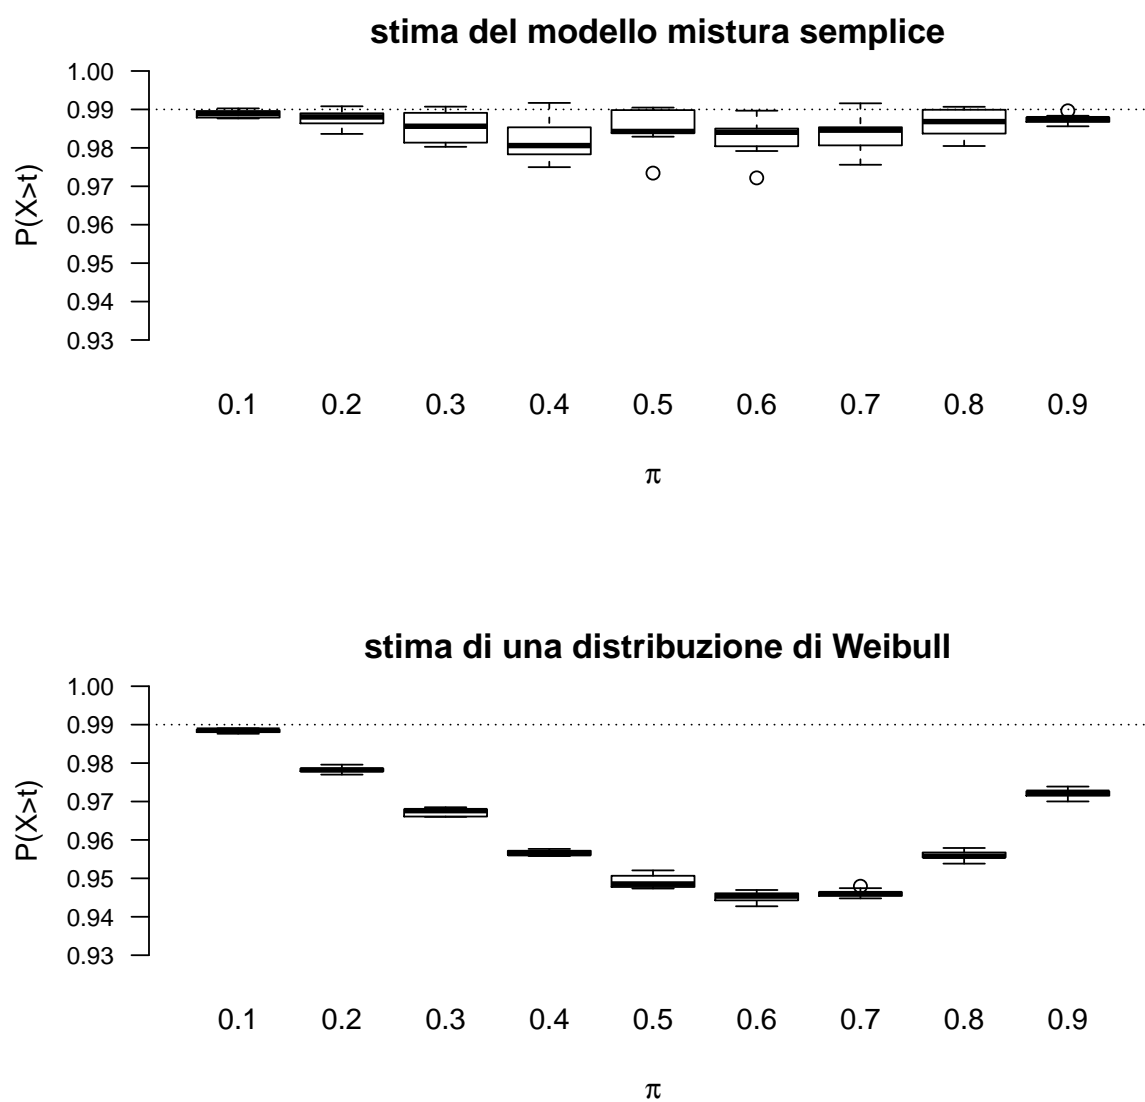 stima del modello mistura semplice
1.00
0.99
0.98
0.97
0.96
0.95
0.94
0.93
P(X>t)
0.1 0.2 0.3 0.4 0.5 0.6 0.7 0.8 0.9
π
stima di una distribuzione di Weibull
1.00
0.99
0.98
0.97
0.96
0.95
0.94
0.93
P(X>t)
0.1 0.2 0.3 0.4 0.5 0.6 0.7 0.8 0.9
π